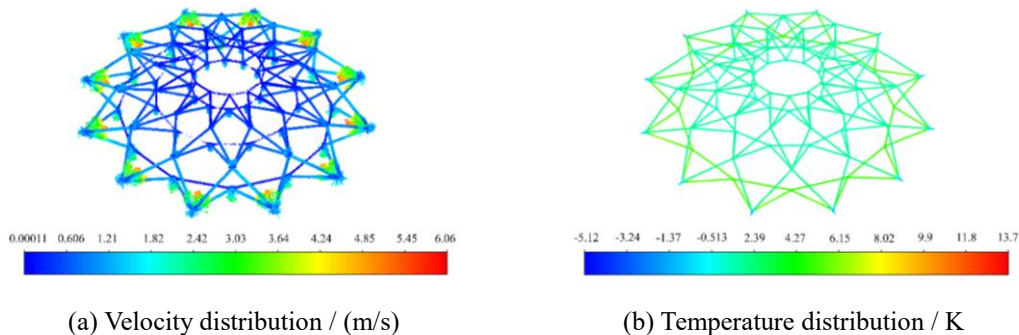 0.00011 0.606 1.21 1.82 2.42 3.03 3.64 4.24 4.85 5.45 6.06
-5.12 -3.24 -1.37 -0.513 2.39 4.27 6.15 8.02 9.9 11.8 13.7
(a) Velocity distribution / (m/s)
(b) Temperature distribution / K